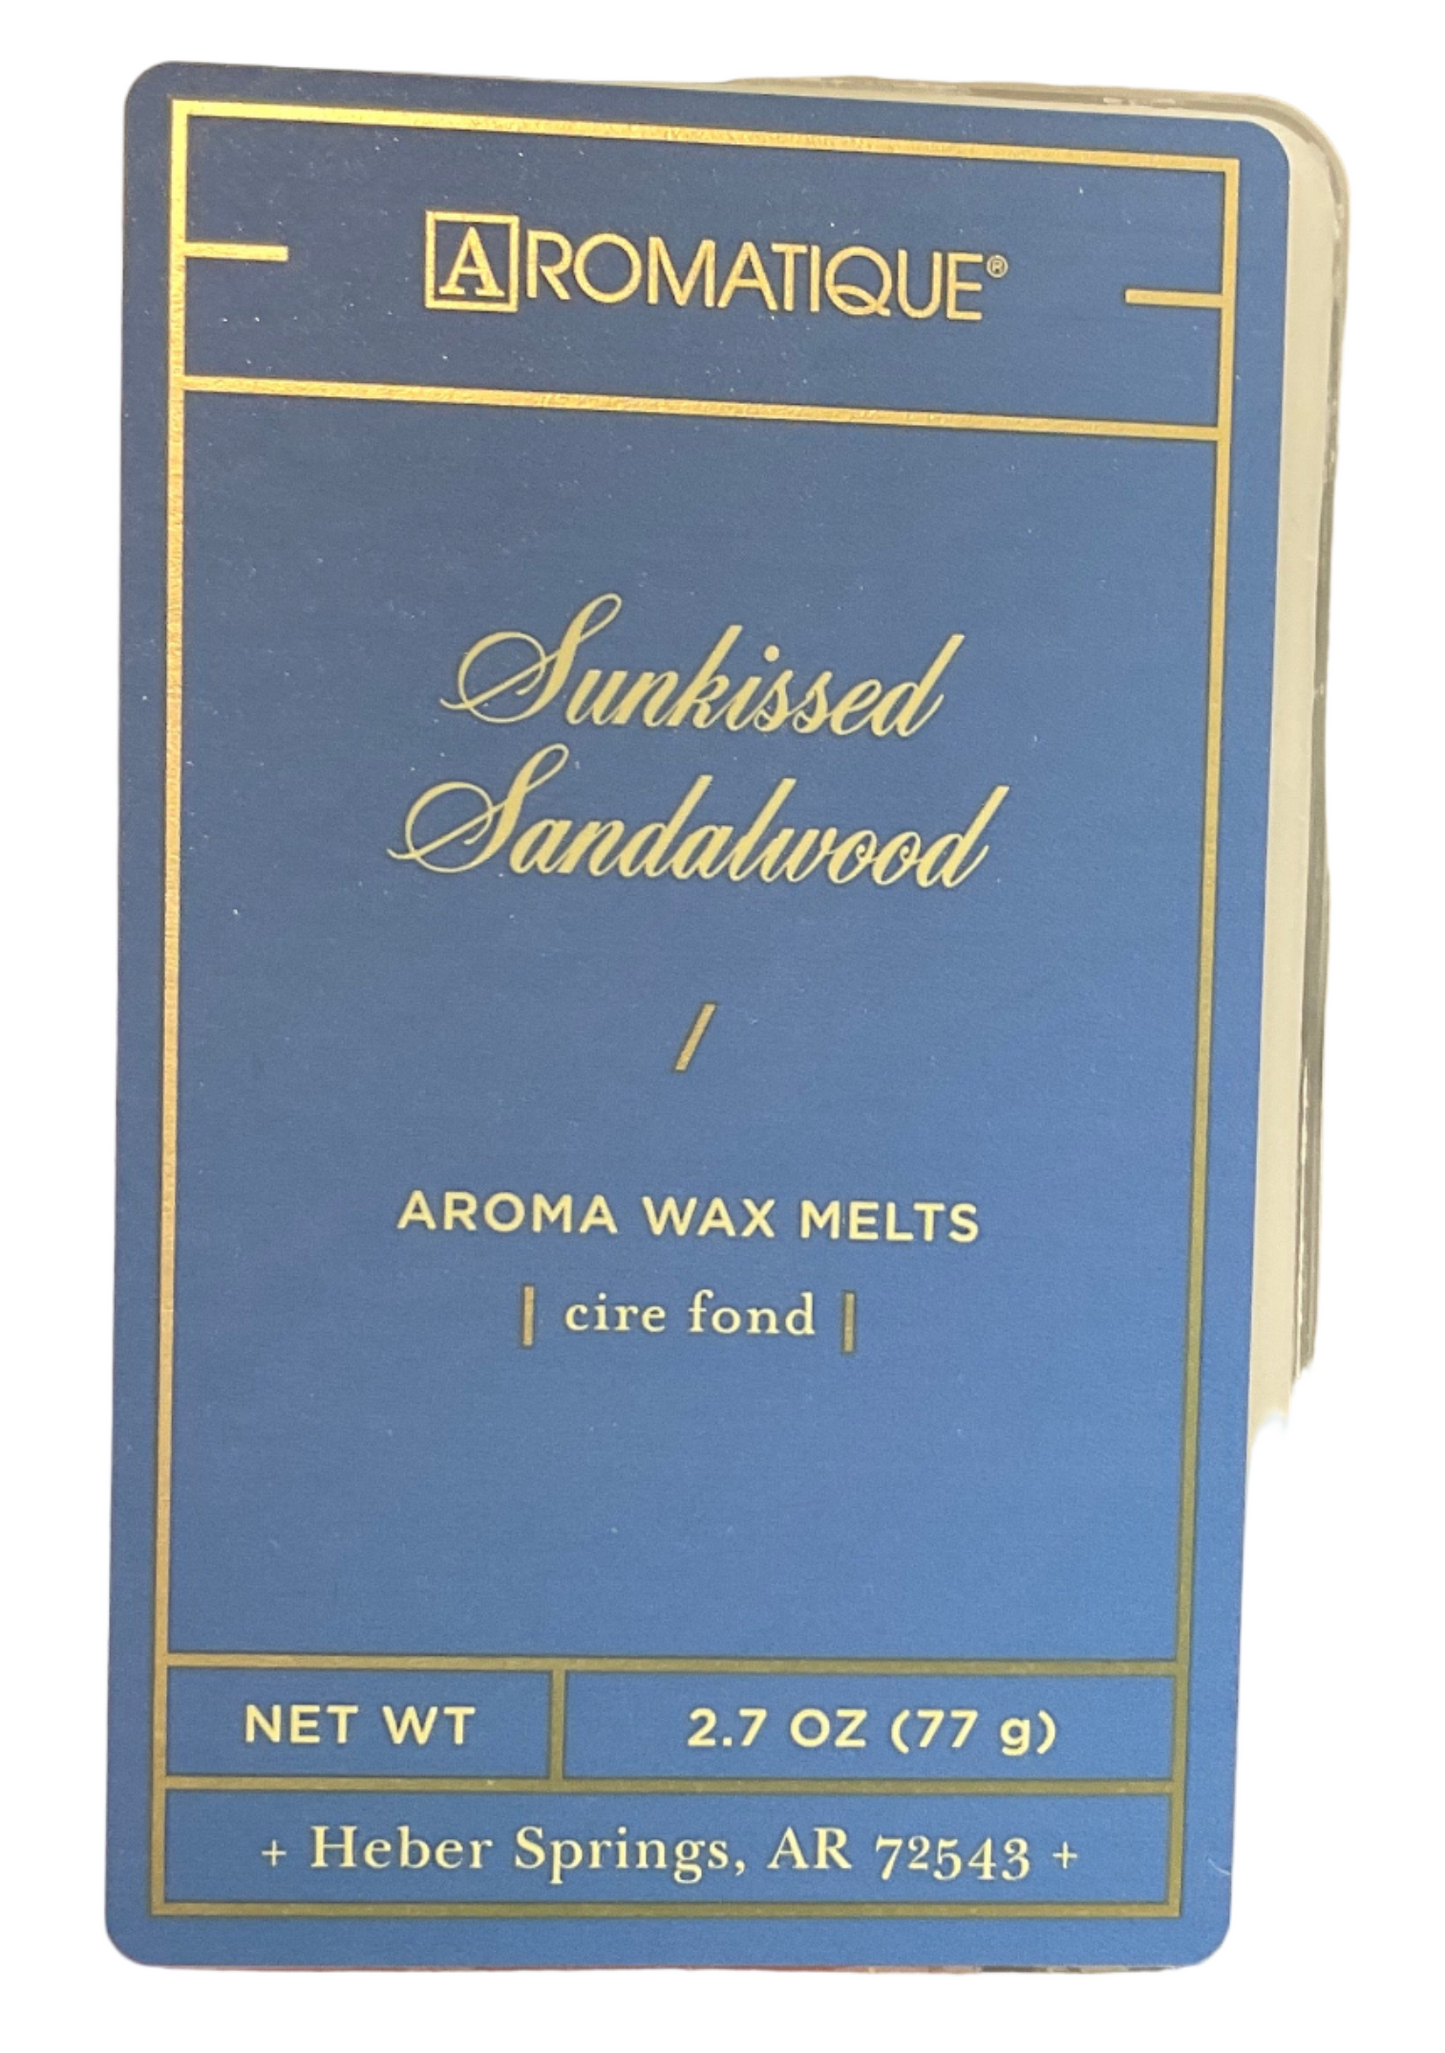 AROMATIQUE®
Sunkissed
Sandalwood
/
AROMA WAX MELTS
| cire fond |
NET WT
2.7 OZ (77 g)
+ Heber Springs, AR 72543 +